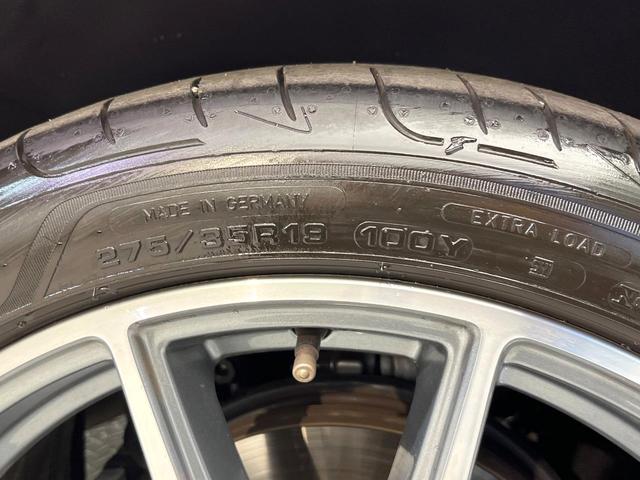 MADE IN GERMANY
EXTRA LOAD
275/35R19 100Y